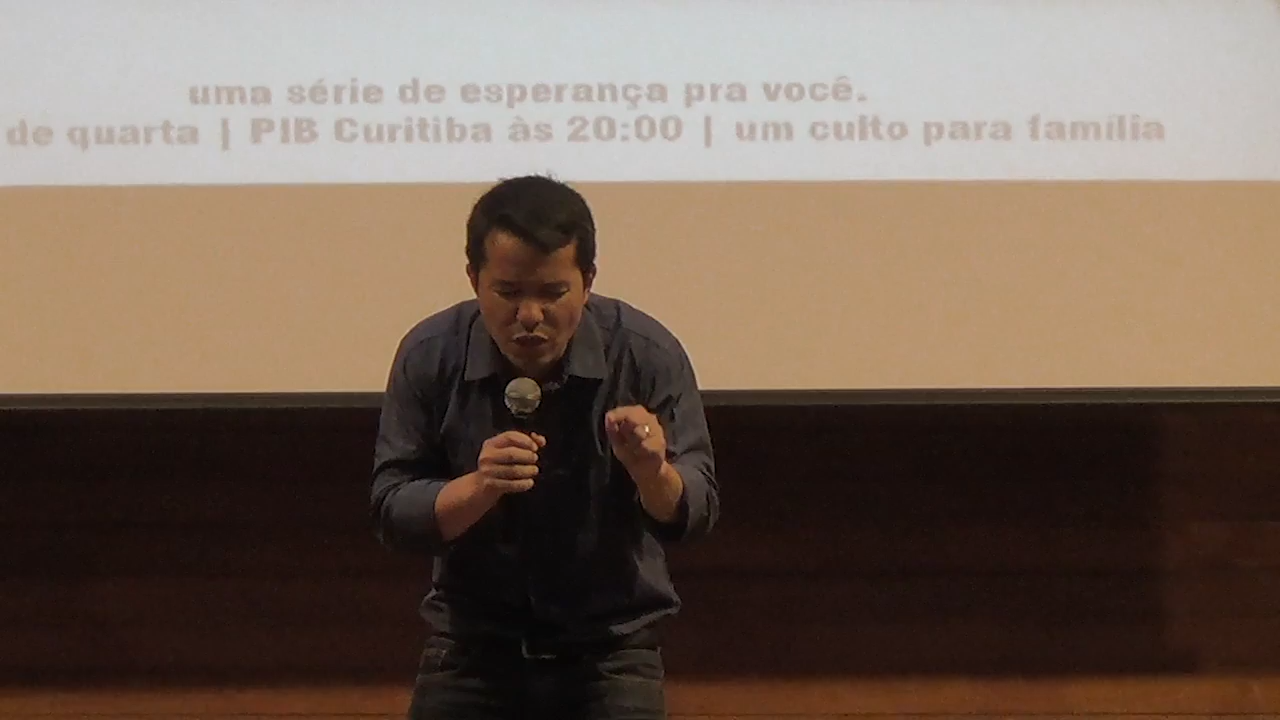 uma série de esperança pra você.
de quarta | PIB Curitiba às 20:00 | um culto para família